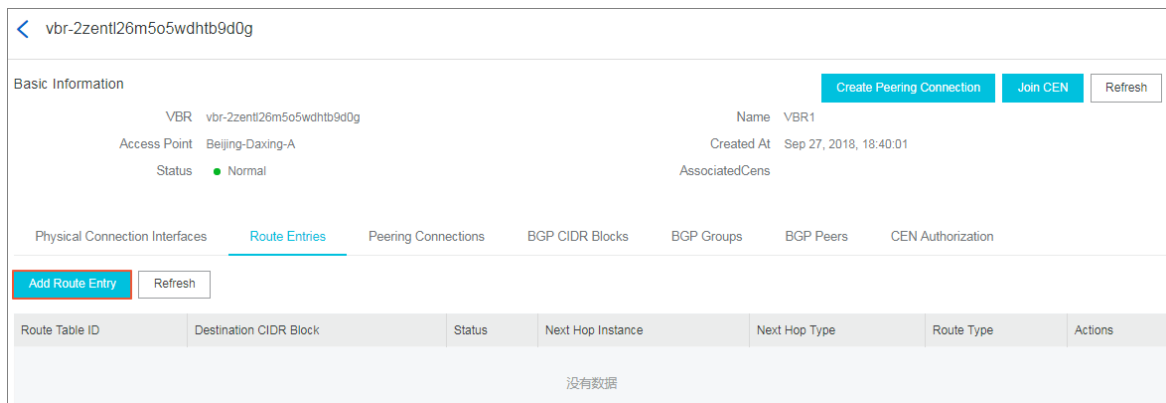 vbr-2zentl26m5o5wdhtb9d0g
Basic Information
Create Peering Connection Join CEN Refresh
VBR vbr-2zentl26m5o5wdhtb9d0g Name VBR1
Access Point Beijing-Daxing-A Created At Sep 27, 2018, 18:40:01
Status Normal AssociatedCens
Physical Connection Interfaces Route Entries Peering Connections BGP CIDR Blocks BGP Groups BGP Peers CEN Authorization
Add Route Entry Refresh
Route Table ID Destination CIDR Block Status Next Hop Instance Next Hop Type Route Type Actions
没有数据